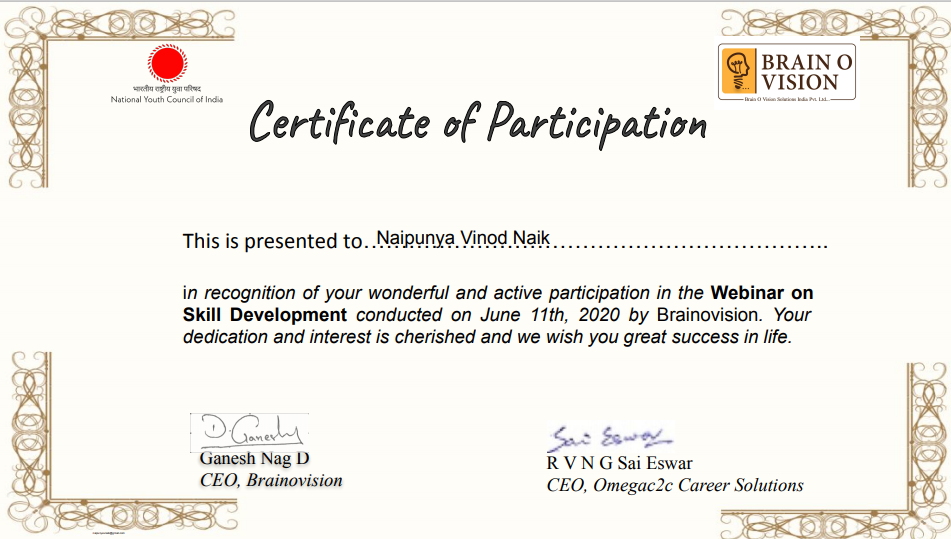 भारतीय राष्ट्रीय युवा परिषद
National Youth Council of India
BRAIN O
VISION
Brain O Vision Solutions India Pvt. Ltd.,
Certificate of Participation
This is presented to..Naipunya Vinod Naik........................................
in recognition of your wonderful and active participation in the Webinar on
Skill Development conducted on June 11th, 2020 by Brainovision. Your
dedication and interest is cherished and we wish you great success in life.
D. Ganesh
Sai Eswar
Ganesh Nag D
R V N G Sai Eswar
CEO, Brainovision
CEO, Omegac2c Career Solutions